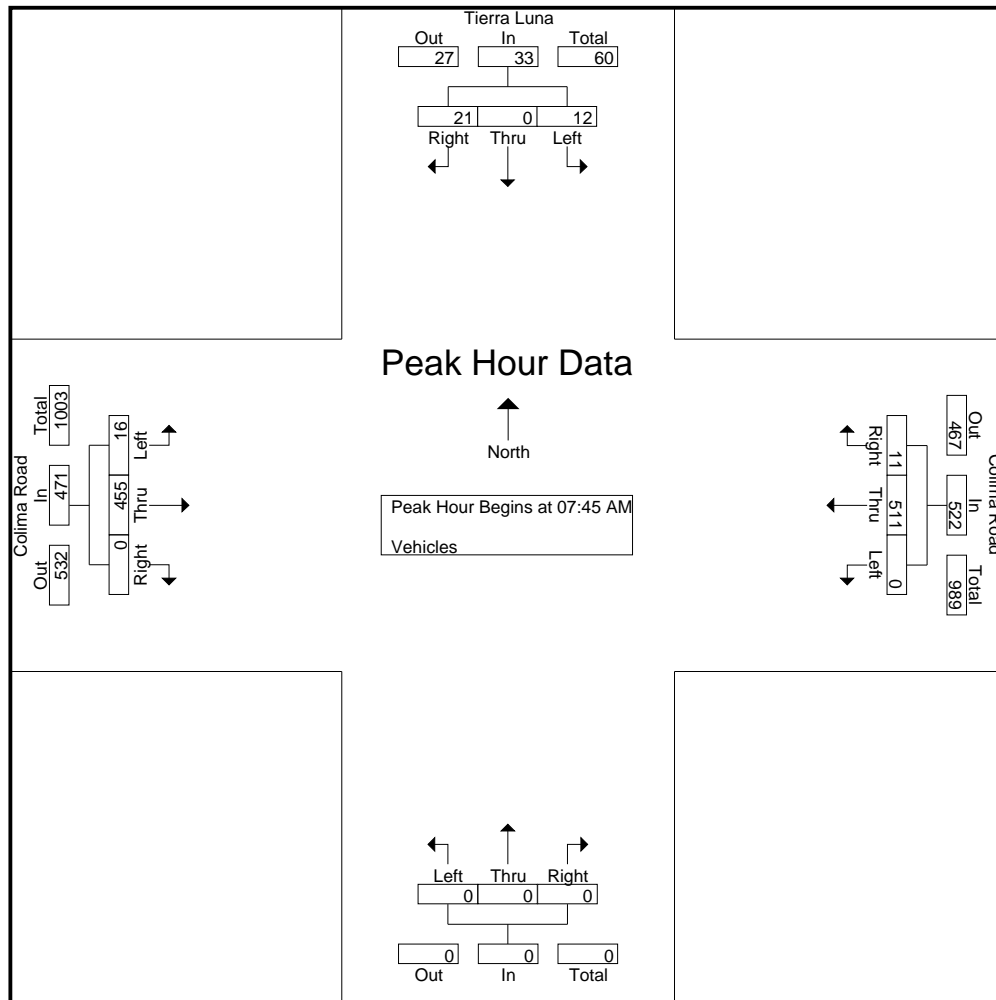 Tierra Luna
Out In Total
27 33 60
21 0 12
Right Thru Left
Peak Hour Data
North
Peak Hour Begins at 07:45 AM
Vehicles
Colima Road
Total In Out
1003 471 532
16 455 0
Left Thru Right
Right Thru Left
11 511 0
467 522 989
Out In Total
Colima Road
Left Thru Right
0 0 0
0 0 0
Out In Total